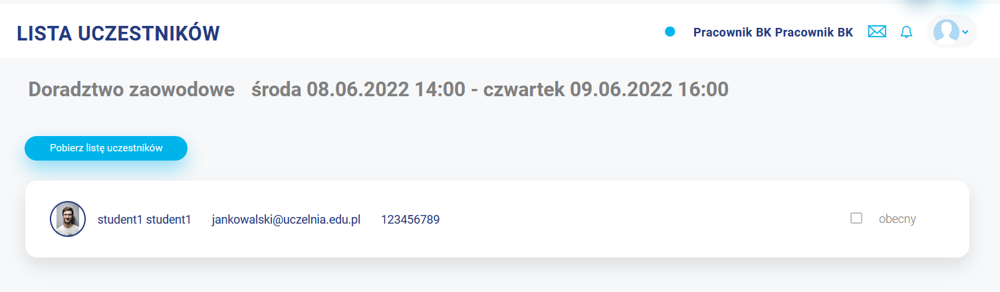 LISTA UCZESTNIKÓW
Pracownik BK Pracownik BK
Doradztwo zaowodowe środa 08.06.2022 14:00 - czwartek 09.06.2022 16:00
Pobierz listę uczestników
student1 student1 jankowalski@uczelnia.edu.pl 123456789 obecny